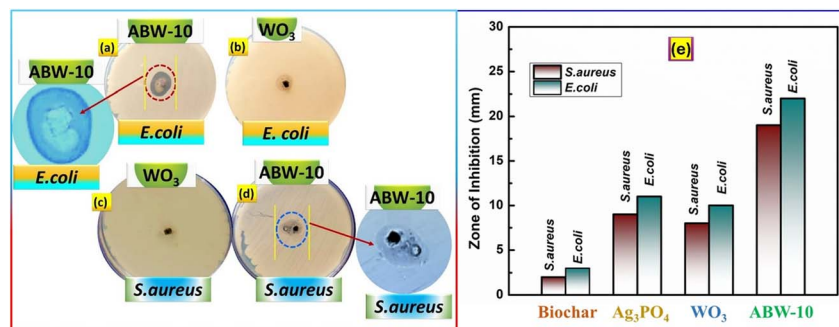 (a)
ABW-10
E.coli
ABW-10
E.coli
(b)
WO₃
E. coli
(c)
WO₃
S.aureus
(d)
ABW-10
S.aureus
ABW-10
S.aureus
(e)
Zone of Inhibition (mm)
30
25
20
15
10
5
0
S.aureus
E.coli
S.aureus
E.coli
S.aureus
E.coli
S.aureus
E.coli
S.aureus
E.coli
Biochar
Ag₃PO₄
WO₃
ABW-10